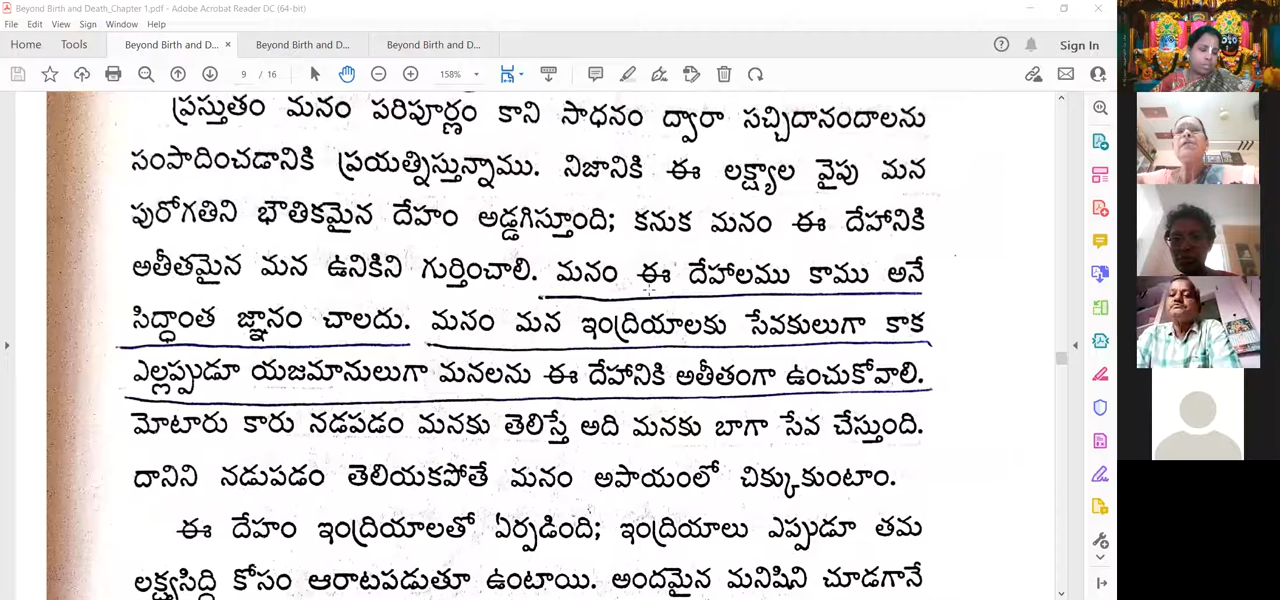 Beyond Birth and Death_Chapter 1.pdf - Adobe Acrobat Reader DC (64-bit)
File Edit View Sign Window Help
Home Tools Beyond Birth and D... × Beyond Birth and D... Beyond Birth and D... Sign In
9 / 16 158%
ప్రస్తుతం మనం పరిపూర్ణం కాని సాధనం ద్వారా సచ్చిదానందాలను
సంపాదించడానికి ప్రయత్నిస్తున్నాము. నిజానికి ఈ లక్ష్యాల వైపు మన
పురోగతిని భౌతికమైన దేహం అడ్డగిస్తూంది; కనుక మనం ఈ దేహానికి
అతీతమైన మన ఉనికిని గుర్తించాలి. మనం ఈ దేహాలము కాము అనే
సిద్ధాంత జ్ఞానం చాలదు. మనం మన ఇంద్రియాలకు సేవకులుగా కాక
ఎల్లప్పుడూ యజమానులుగా మనలను ఈ దేహానికి అతీతంగా ఉంచుకోవాలి.
మోటారు కారు నడపడం మనకు తెలిస్తే అది మనకు బాగా సేవ చేస్తుంది.
దానిని నడుపడం తెలియకపోతే మనం అపాయంలో చిక్కుకుంటాం.
ఈ దేహం ఇంద్రియాలతో ఏర్పడింది; ఇంద్రియాలు ఎప్పుడూ తమ
లక్ష్యసిద్ది కోసం ఆరాటపడుతూ ఉంటాయి. అందమైన మనిషిని చూడగానే